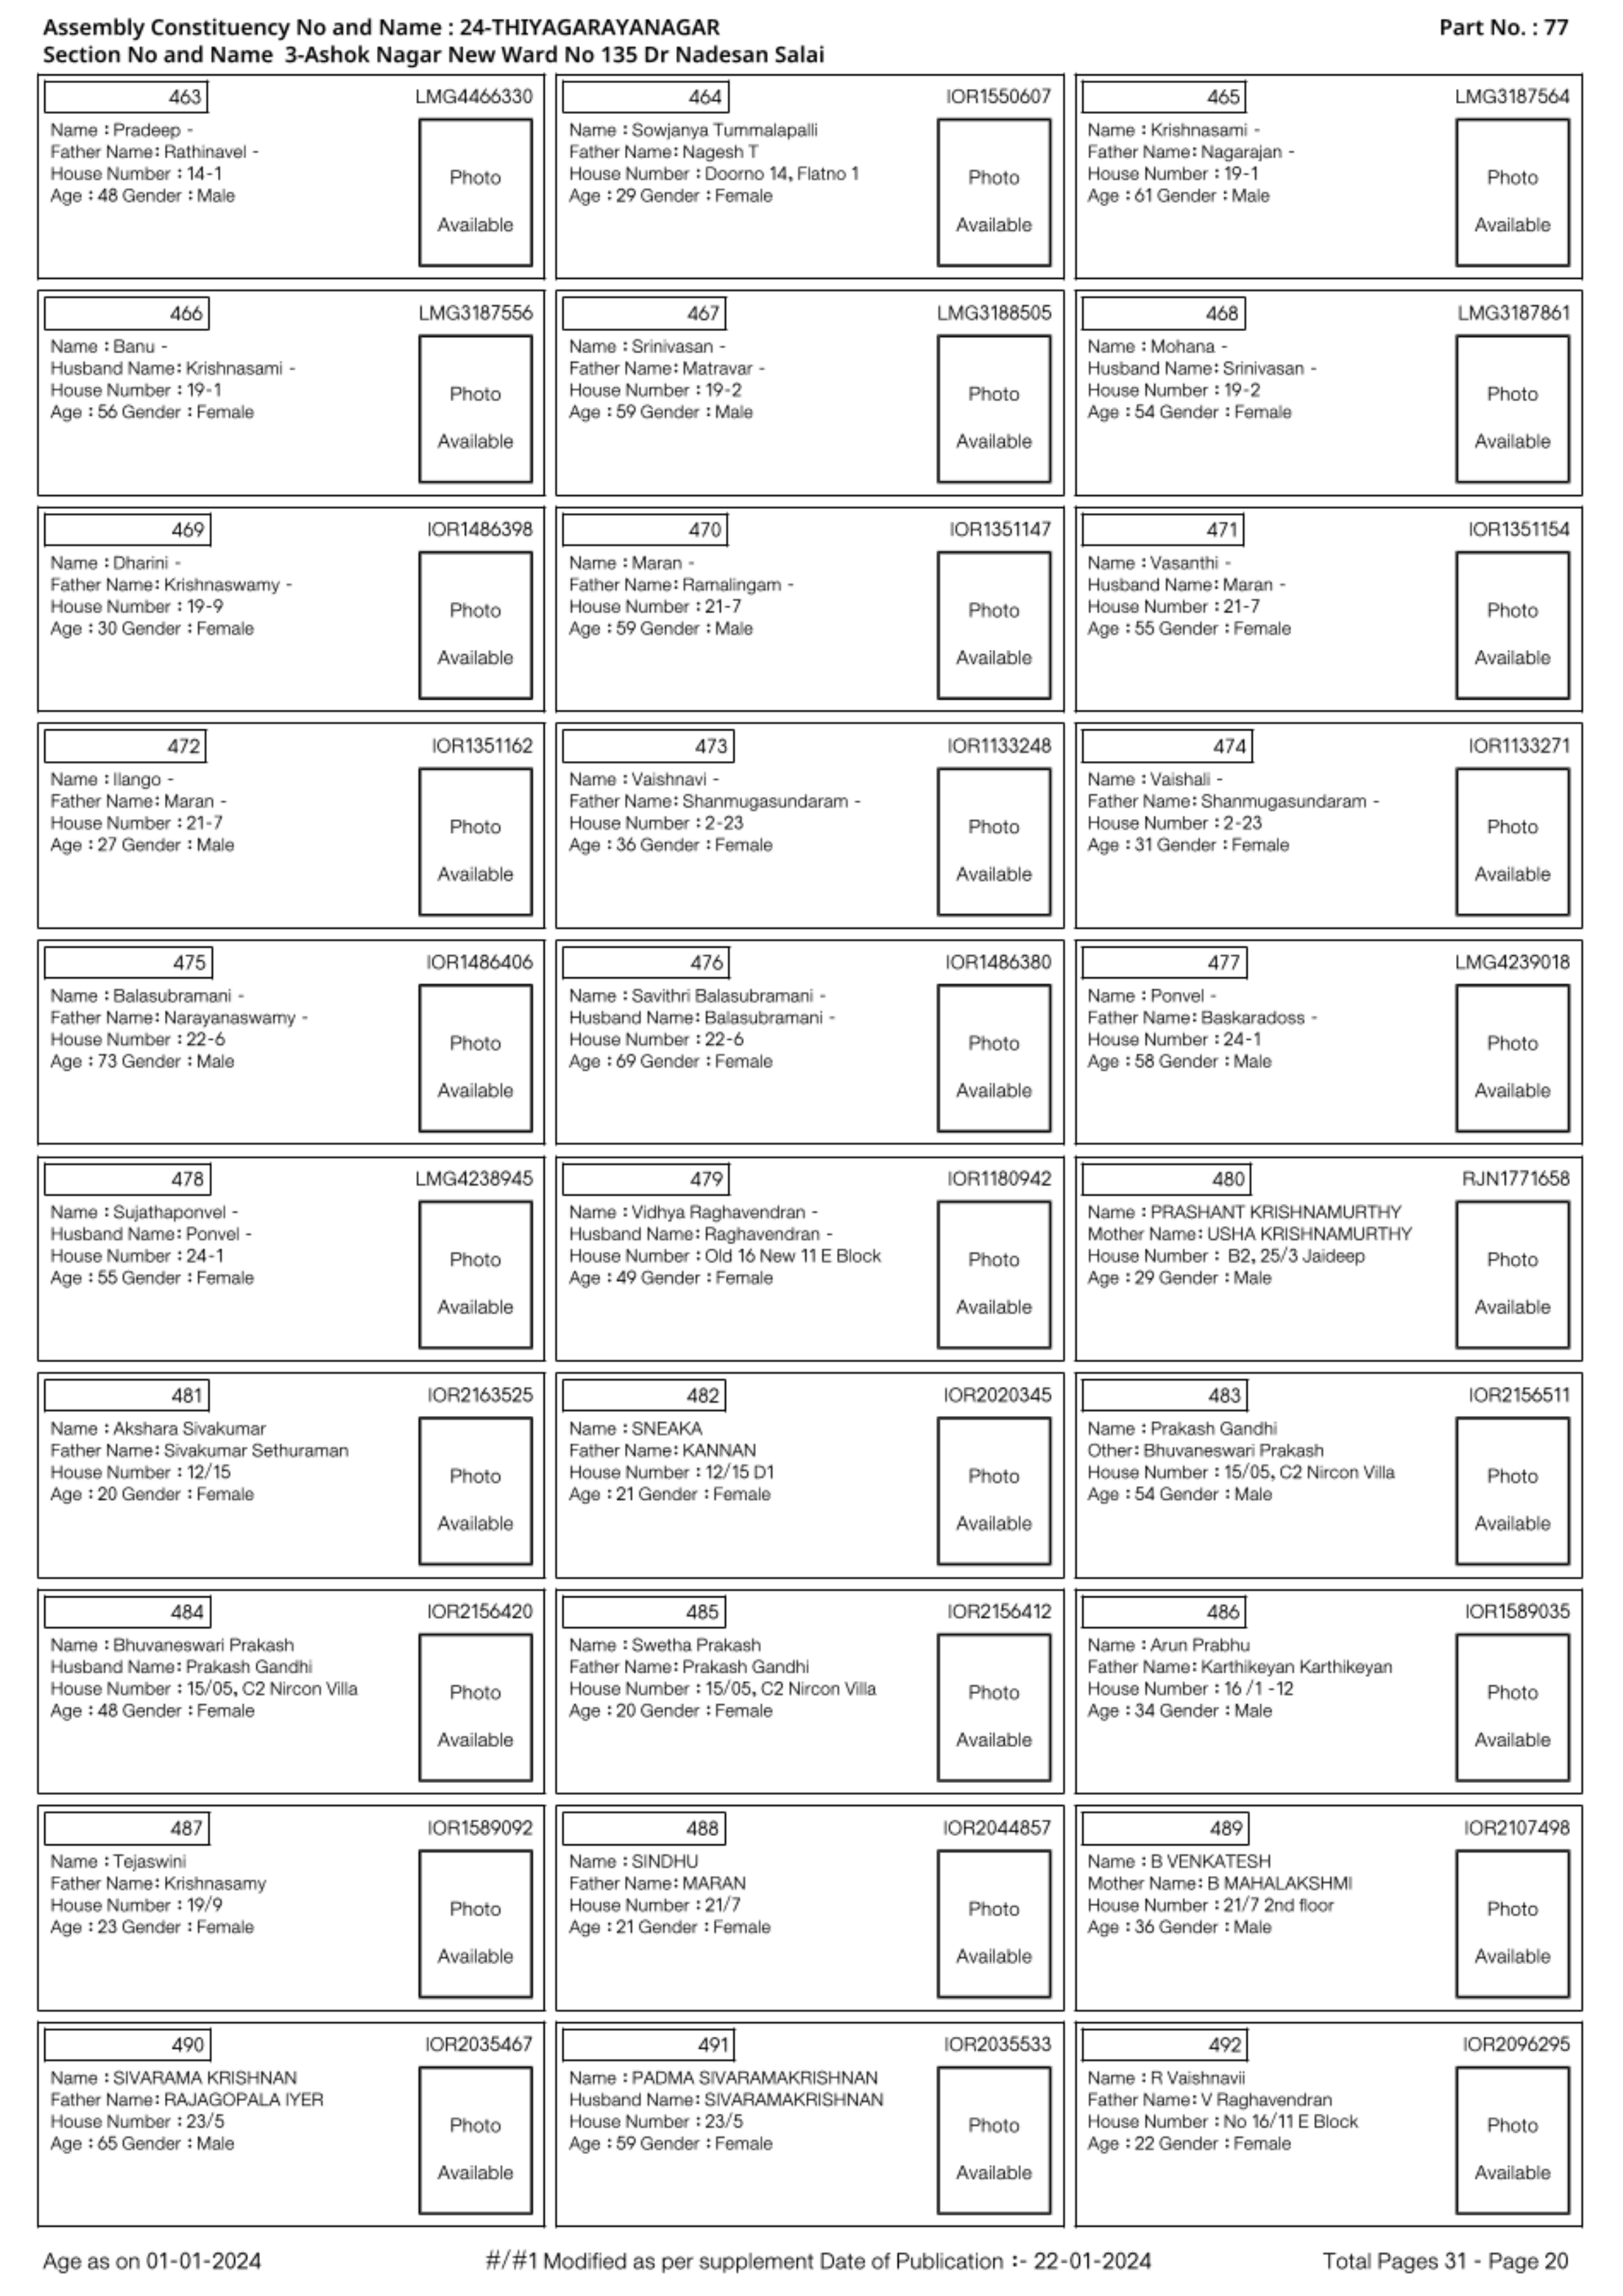 Assembly Constituency No and Name : 24-THIYAGARAYANAGAR Part No. : 77
Section No and Name 3-Ashok Nagar New Ward No 135 Dr Nadesan Salai
463 LMG4466330
Name : Pradeep -
Father Name: Rathinavel -
House Number : 14-1
Age : 48 Gender : Male
Photo
Available
464 IOR1550607
Name : Sowjanya Tummalapalli
Father Name: Nagesh T
House Number : Doorno 14, Flatno 1
Age : 29 Gender : Female
Photo
Available
465 LMG3187564
Name : Krishnasami -
Father Name: Nagarajan -
House Number : 19-1
Age : 61 Gender : Male
Photo
Available
466 LMG3187556
Name : Banu -
Husband Name: Krishnasami -
House Number : 19-1
Age : 56 Gender : Female
Photo
Available
467 LMG3188505
Name : Srinivasan -
Father Name: Matravar -
House Number : 19-2
Age : 59 Gender : Male
Photo
Available
468 LMG3187861
Name : Mohana -
Husband Name: Srinivasan -
House Number : 19-2
Age : 54 Gender : Female
Photo
Available
469 IOR1486398
Name : Dharini -
Father Name: Krishnaswamy -
House Number : 19-9
Age : 30 Gender : Female
Photo
Available
470 IOR1351147
Name : Maran -
Father Name: Ramalingam -
House Number : 21-7
Age : 59 Gender : Male
Photo
Available
471 IOR1351154
Name : Vasanthi -
Husband Name: Maran -
House Number : 21-7
Age : 55 Gender : Female
Photo
Available
472 IOR1351162
Name : Ilango -
Father Name: Maran -
House Number : 21-7
Age : 27 Gender : Male
Photo
Available
473 IOR1133248
Name : Vaishnavi -
Father Name: Shanmugasundaram -
House Number : 2-23
Age : 36 Gender : Female
Photo
Available
474 IOR1133271
Name : Vaishali -
Father Name: Shanmugasundaram -
House Number : 2-23
Age : 31 Gender : Female
Photo
Available
475 IOR1486406
Name : Balasubramani -
Father Name: Narayanaswamy -
House Number : 22-6
Age : 73 Gender : Male
Photo
Available
476 IOR1486380
Name : Savithri Balasubramani -
Husband Name: Balasubramani -
House Number : 22-6
Age : 69 Gender : Female
Photo
Available
477 LMG4239018
Name : Ponvel -
Father Name: Baskaradoss -
House Number : 24-1
Age : 58 Gender : Male
Photo
Available
478 LMG4238945
Name : Sujathaponvel -
Husband Name: Ponvel -
House Number : 24-1
Age : 55 Gender : Female
Photo
Available
479 IOR1180942
Name : Vidhya Raghavendran -
Husband Name: Raghavendran -
House Number : Old 16 New 11 E Block
Age : 49 Gender : Female
Photo
Available
480 RJN1771658
Name : PRASHANT KRISHNAMURTHY
Mother Name: USHA KRISHNAMURTHY
House Number : B2, 25/3 Jaideep
Age : 29 Gender : Male
Photo
Available
481 IOR2163525
Name : Akshara Sivakumar
Father Name: Sivakumar Sethuraman
House Number : 12/15
Age : 20 Gender : Female
Photo
Available
482 IOR2020345
Name : SNEAKA
Father Name: KANNAN
House Number : 12/15 D1
Age : 21 Gender : Female
Photo
Available
483 IOR2156511
Name : Prakash Gandhi
Other: Bhuvaneswari Prakash
House Number : 15/05, C2 Nircon Villa
Age : 54 Gender : Male
Photo
Available
484 IOR2156420
Name : Bhuvaneswari Prakash
Husband Name: Prakash Gandhi
House Number : 15/05, C2 Nircon Villa
Age : 48 Gender : Female
Photo
Available
485 IOR2156412
Name : Swetha Prakash
Father Name: Prakash Gandhi
House Number : 15/05, C2 Nircon Villa
Age : 20 Gender : Female
Photo
Available
486 IOR1589035
Name : Arun Prabhu
Father Name: Karthikeyan Karthikeyan
House Number : 16 /1 -12
Age : 34 Gender : Male
Photo
Available
487 IOR1589092
Name : Tejaswini
Father Name: Krishnasamy
House Number : 19/9
Age : 23 Gender : Female
Photo
Available
488 IOR2044857
Name : SINDHU
Father Name: MARAN
House Number : 21/7
Age : 21 Gender : Female
Photo
Available
489 IOR2107498
Name : B VENKATESH
Mother Name: B MAHALAKSHMI
House Number : 21/7 2nd floor
Age : 36 Gender : Male
Photo
Available
490 IOR2035467
Name : SIVARAMA KRISHNAN
Father Name: RAJAGOPALA IYER
House Number : 23/5
Age : 65 Gender : Male
Photo
Available
491 IOR2035533
Name : PADMA SIVARAMAKRISHNAN
Husband Name: SIVARAMAKRISHNAN
House Number : 23/5
Age : 59 Gender : Female
Photo
Available
492 IOR2096295
Name : R Vaishnavii
Father Name: V Raghavendran
House Number : No 16/11 E Block
Age : 22 Gender : Female
Photo
Available
Age as on 01-01-2024 #/#1 Modified as per supplement Date of Publication :- 22-01-2024 Total Pages 31 - Page 20